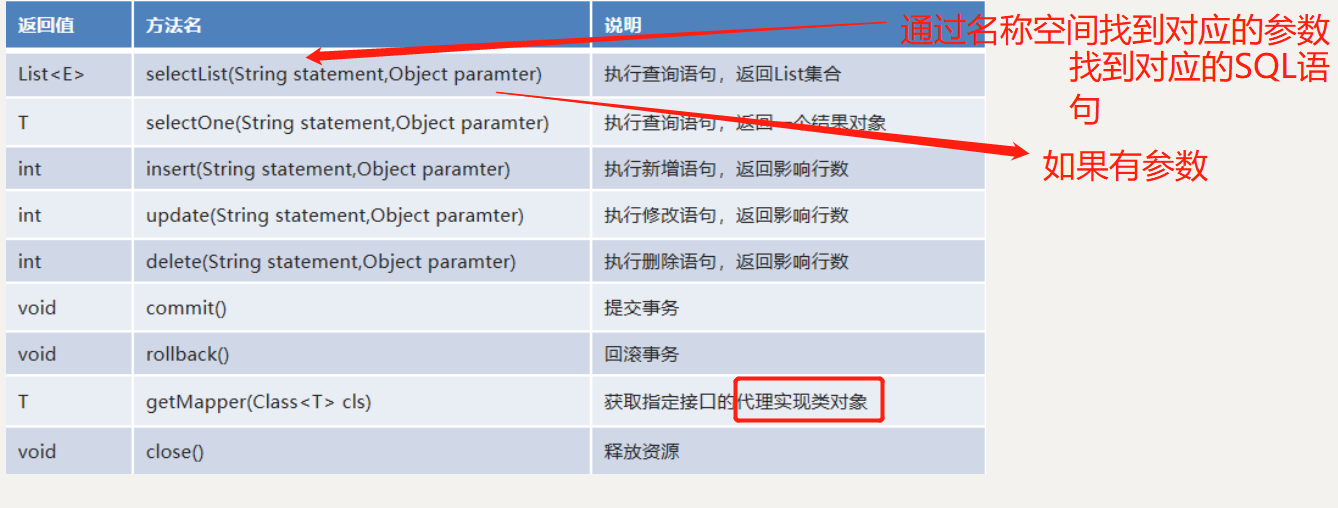 返回值 方法名 说明
通过名称空间找到对应的参数
找到对应的SQL语
句
List<E> selectList(String statement,Object paramter) 执行查询语句，返回List集合
T selectOne(String statement,Object paramter) 执行查询语句，返回一个结果对象
如果有参数
int insert(String statement,Object paramter) 执行新增语句，返回影响行数
int update(String statement,Object paramter) 执行修改语句，返回影响行数
int delete(String statement,Object paramter) 执行删除语句，返回影响行数
void commit() 提交事务
void rollback() 回滚事务
T getMapper(Class<T> cls) 获取指定接口的代理实现类对象
void close() 释放资源